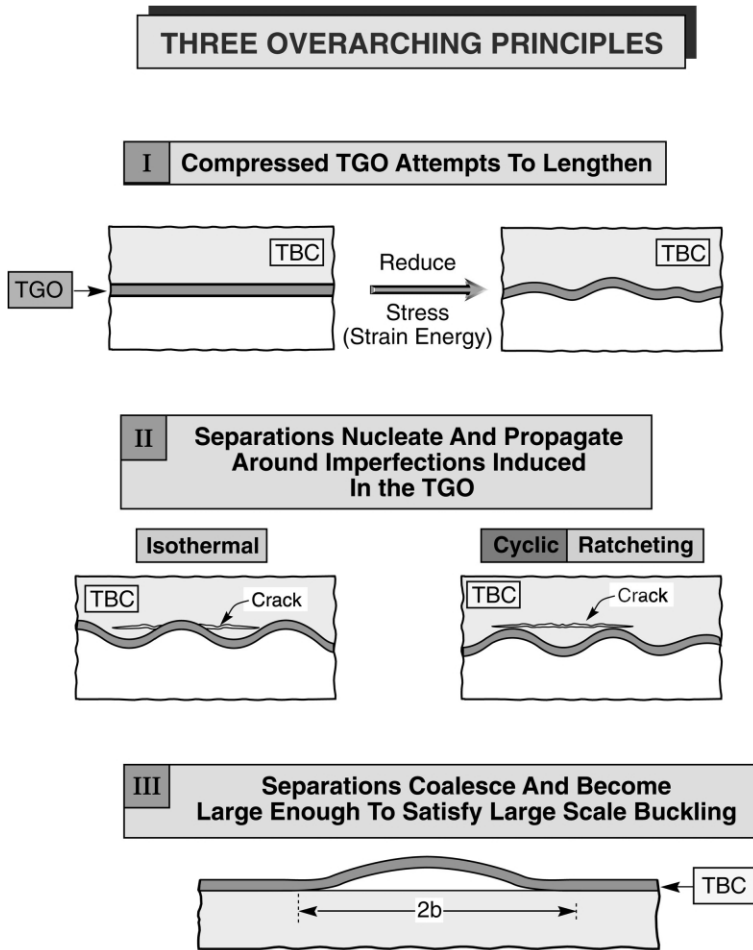 THREE OVERARCHING PRINCIPLES
I Compressed TGO Attempts To Lengthen
TBC
TGO
Reduce
Stress
(Strain Energy)
TBC
II Separations Nucleate And Propagate
Around Imperfections Induced
In the TGO
Isothermal
TBC
Crack
Cyclic Ratcheting
TBC
Crack
III Separations Coalesce And Become
Large Enough To Satisfy Large Scale Buckling
2b
TBC